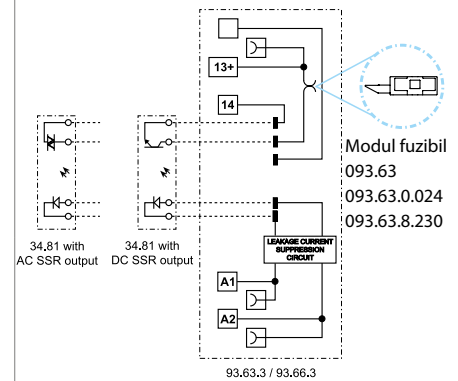 13+
14
Modul fuzibil
093.63
093.63.0.024
093.63.8.230
34.81 with
AC SSR output
34.81 with
DC SSR output
LEAKAGE CURRENT
SUPPRESSION
CIRCUIT
A1
A2
93.63.3 / 93.66.3